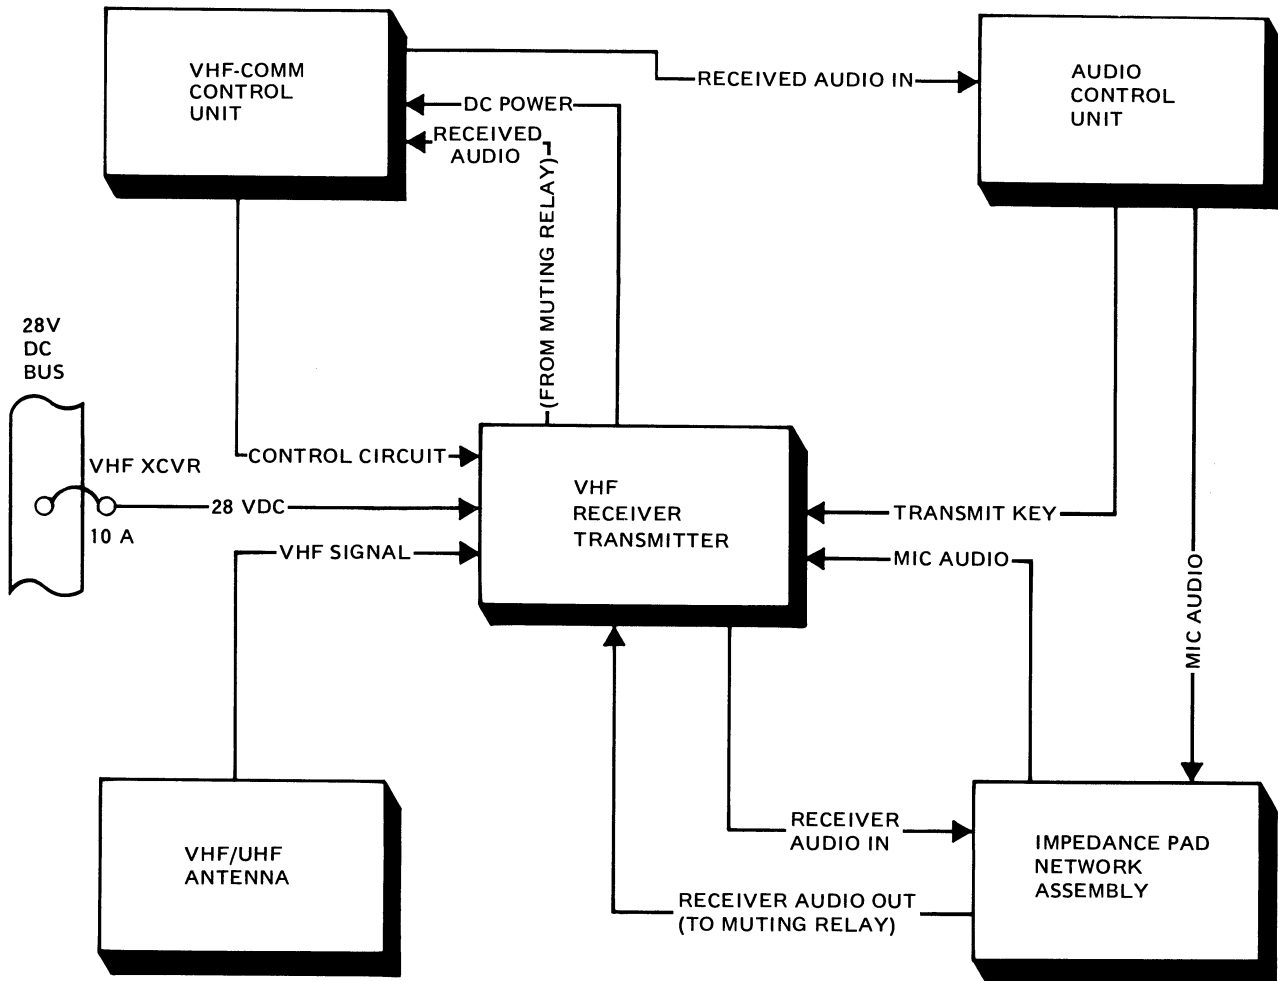 VHF-COMM
CONTROL
UNIT
RECEIVED AUDIO IN
AUDIO
CONTROL
UNIT
DC POWER
RECEIVED
AUDIO
(FROM MUTING RELAY)
28V
DC
BUS
VHF XCVR
10 A
CONTROL CIRCUIT
28 VDC
VHF SIGNAL
VHF
RECEIVER
TRANSMITTER
TRANSMIT KEY
MIC AUDIO
MIC AUDIO
VHF/UHF
ANTENNA
RECEIVER
AUDIO IN
RECEIVER AUDIO OUT
(TO MUTING RELAY)
IMPEDANCE PAD
NETWORK
ASSEMBLY